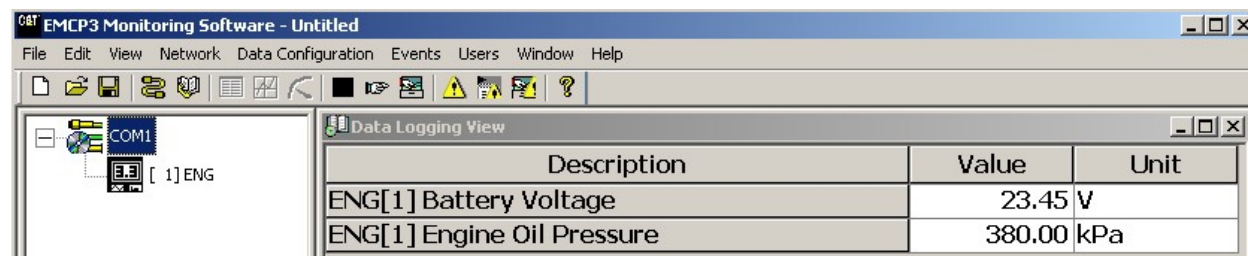 CAT EMCP3 Monitoring Software - Untitled
File Edit View Network Data Configuration Events Users Window Help
COM1
3.3 [ 1] ENG
Data Logging View
Description Value Unit
ENG[1] Battery Voltage 23.45 V
ENG[1] Engine Oil Pressure 380.00 kPa